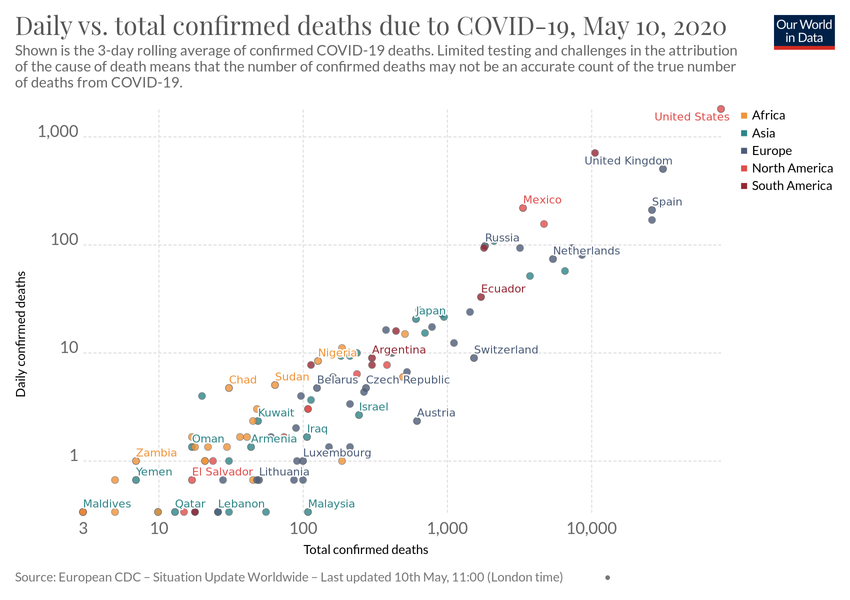 Daily vs. total confirmed deaths due to COVID-19, May 10, 2020
Our World
in Data
Shown is the 3-day rolling average of confirmed COVID-19 deaths. Limited testing and challenges in the attribution
of the cause of death means that the number of confirmed deaths may not be an accurate count of the true number
of deaths from COVID-19.
United States
Africa
Asia
Europe
North America
South America
1,000
United Kingdom
Mexico
Spain
Russia
100
Netherlands
Ecuador
Japan
10
Nigeria
Argentina
Switzerland
Chad
Sudan
Belarus
Czech Republic
Kuwait
Israel
Austria
Oman
Armenia
Iraq
Zambia
Luxembourg
1
Yemen
El Salvador
Lithuania
Maldives
Qatar
Lebanon
Malaysia
3
10
100
1,000
10,000
Daily confirmed deaths
Total confirmed deaths
Source: European CDC – Situation Update Worldwide – Last updated 10th May, 11:00 (London time)